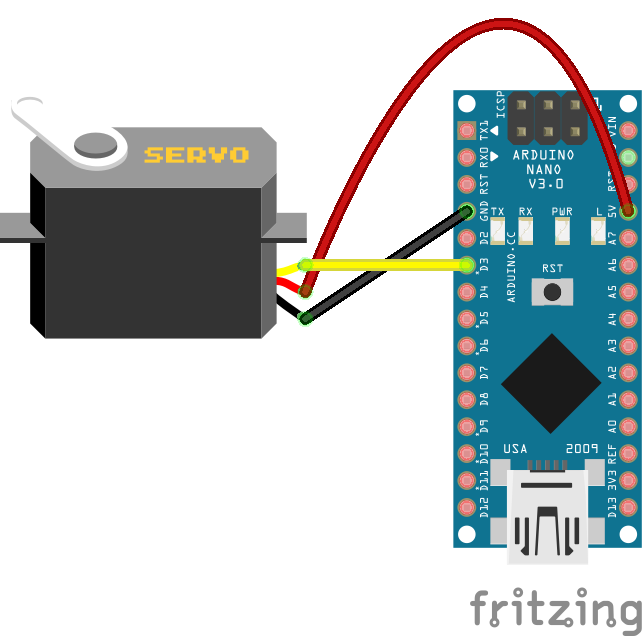 SERVO
ICSP
ARDUINO
NANO
V3.0
TX1
RX0
RST
GND
D2
D3
D4
D5
D6
D7
D8
D9
D10
D11
D12
VIN
5V
A7
A6
A5
A4
A3
A2
A1
A0
REF
3V3
D13
TX RX PWR L
ARDUINO.CC
RST
USA 2009
fritzing